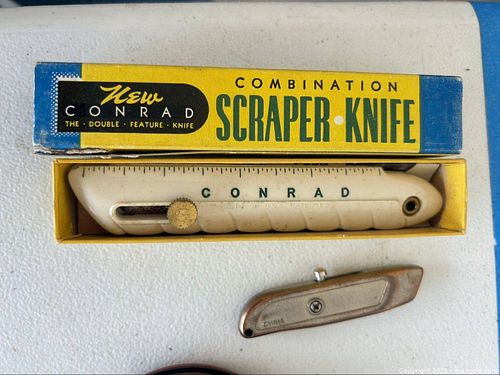 New
CONRAD
THE · DOUBLE · FEATURE · KNIFE
COMBINATION
SCRAPER · KNIFE
CONRAD
CHINA